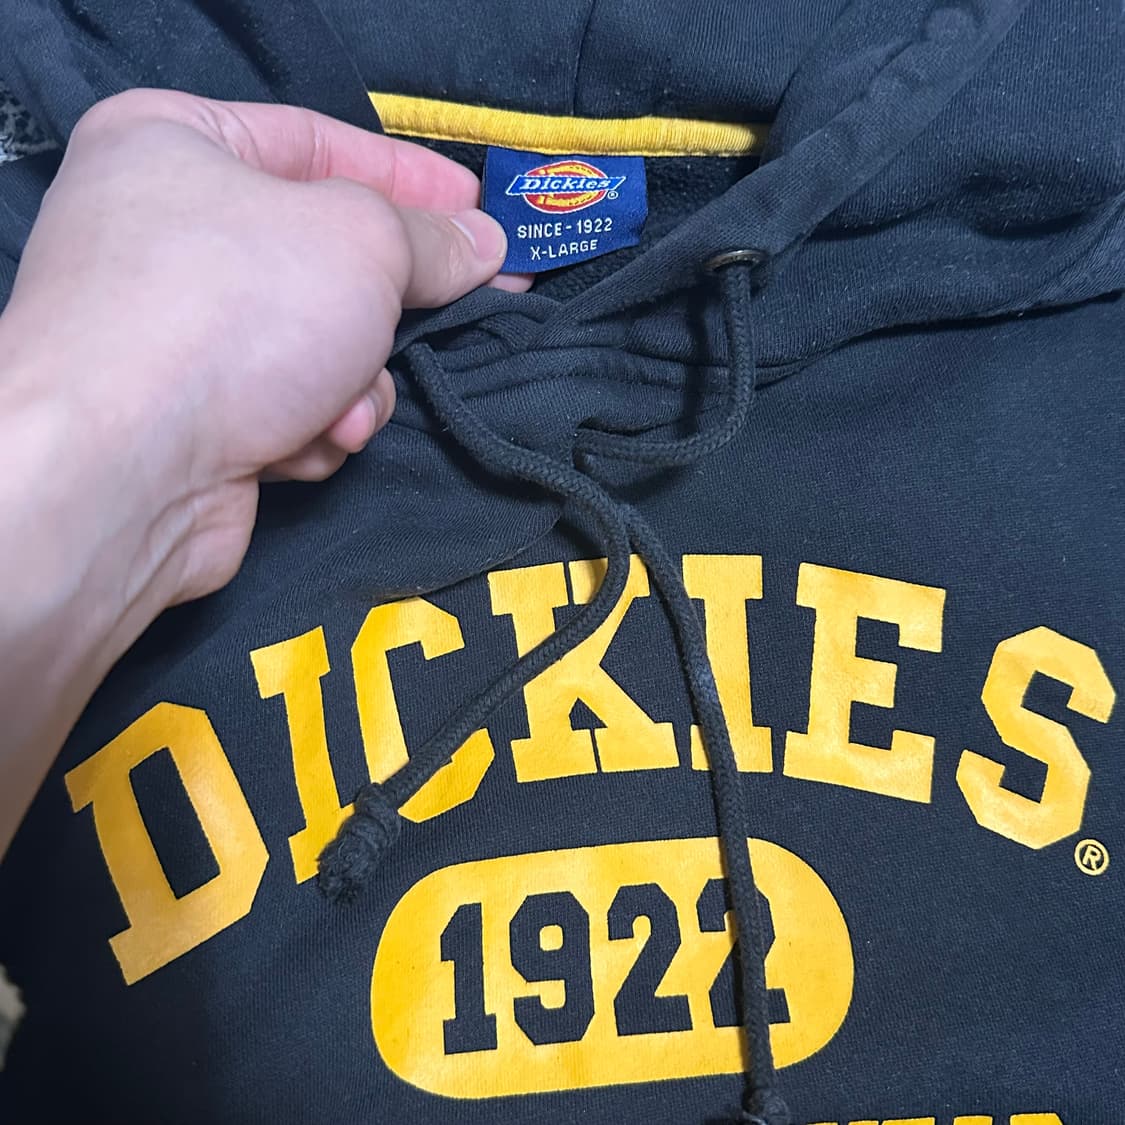 Dickies
®
SINCE - 1922
X-LARGE
DICKIES
®
1922